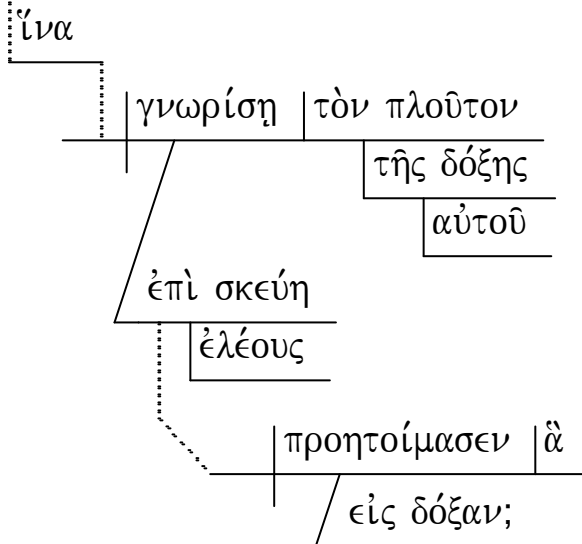 ἵνα
γνωρίσῃ τὸν πλοῦτον
τῆς δόξης
αὐτοῦ
ἐπὶ σκεύη
ἐλέους
προητοίμασεν ἃ
εἰς δόξαν;